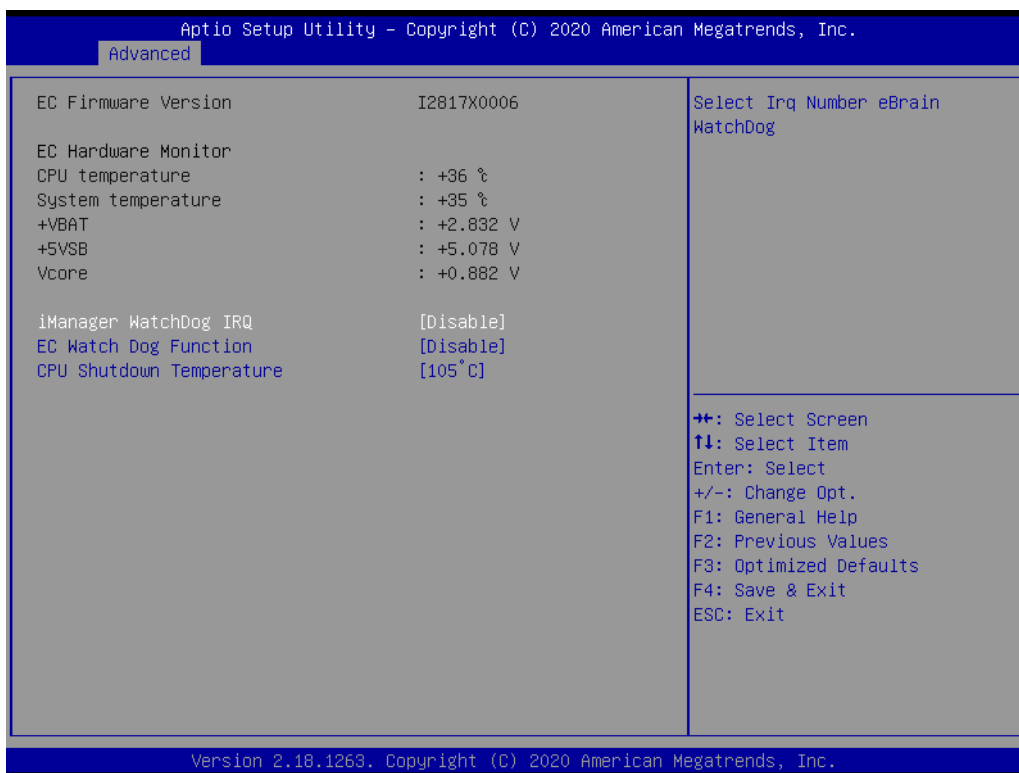 Aptio Setup Utility – Copyright (C) 2020 American Megatrends, Inc.
Advanced
EC Firmware Version I2817X0006
EC Hardware Monitor
CPU temperature : +36 ℃
System temperature : +35 ℃
+VBAT : +2.832 V
+5VSB : +5.078 V
Vcore : +0.882 V
iManager WatchDog IRQ [Disable]
EC Watch Dog Function [Disable]
CPU Shutdown Temperature [105°C]
Select Irq Number eBrain
WatchDog
→←: Select Screen
↑↓: Select Item
Enter: Select
+/-: Change Opt.
F1: General Help
F2: Previous Values
F3: Optimized Defaults
F4: Save & Exit
ESC: Exit
Version 2.18.1263. Copyright (C) 2020 American Megatrends, Inc.